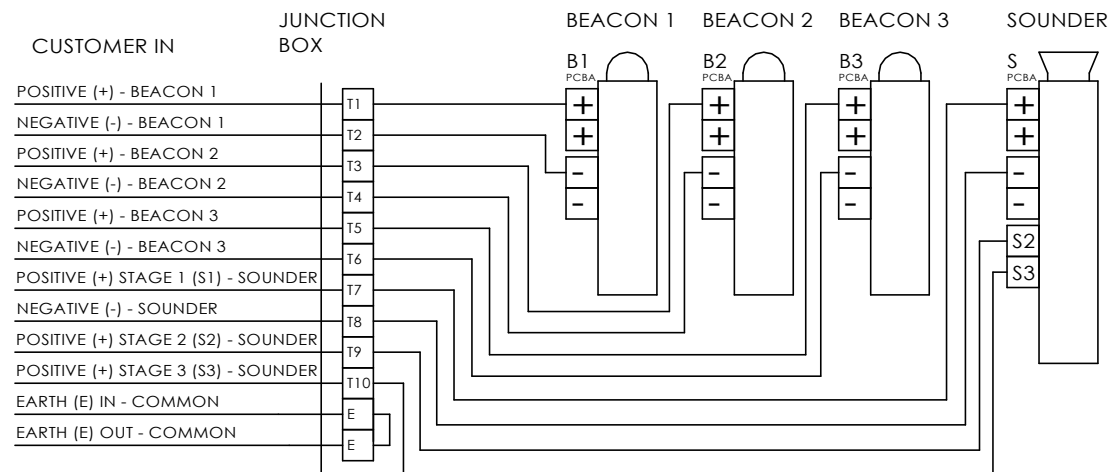 JUNCTION BOX
BEACON 1
BEACON 2
BEACON 3
SOUNDER
CUSTOMER IN
B1
PCBA
B2
PCBA
B3
PCBA
S
PCBA
POSITIVE (+) - BEACON 1
T1
+
+
+
+
NEGATIVE (-) - BEACON 1
T2
+
+
+
+
POSITIVE (+) - BEACON 2
T3
-
-
-
-
NEGATIVE (-) - BEACON 2
T4
-
-
-
-
POSITIVE (+) - BEACON 3
T5
S2
NEGATIVE (-) - BEACON 3
T6
S3
POSITIVE (+) STAGE 1 (S1) - SOUNDER
T7
NEGATIVE (-) - SOUNDER
T8
POSITIVE (+) STAGE 2 (S2) - SOUNDER
T9
POSITIVE (+) STAGE 3 (S3) - SOUNDER
T10
EARTH (E) IN - COMMON
E
EARTH (E) OUT - COMMON
E